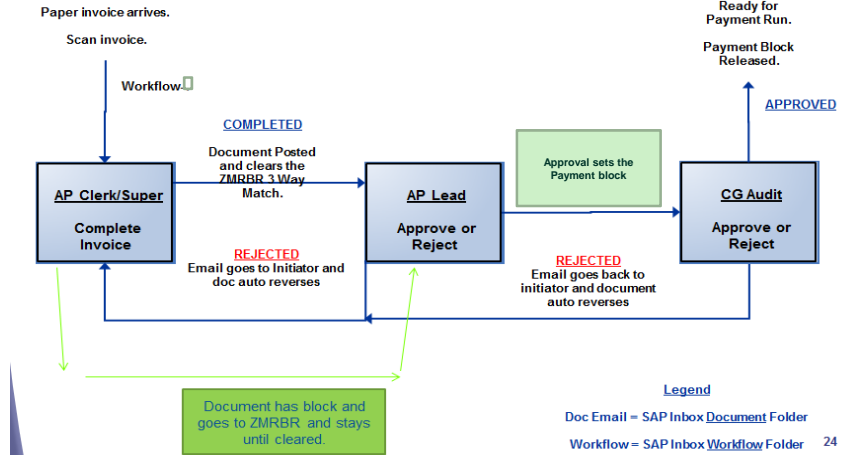 Paper invoice arrives.
Scan invoice.
Workflow-
COMPLETED
Document Posted
and clears the
ZMRBR 3 Way
Match.
AP Clerk/Super
Complete
Invoice
REJECTED
Email goes to Initiator and
doc auto reverses
AP Lead
Approve or
Reject
Approval sets the
Payment block
REJECTED
Email goes back to
initiator and document
auto reverses
CG Audit
Approve or
Reject
APPROVED
Ready for
Payment Run.
Payment Block
Released.
Document has block and
goes to ZMRBR and stays
until cleared.
Legend
Doc Email = SAP Inbox Document Folder
Workflow = SAP Inbox Workflow Folder
24